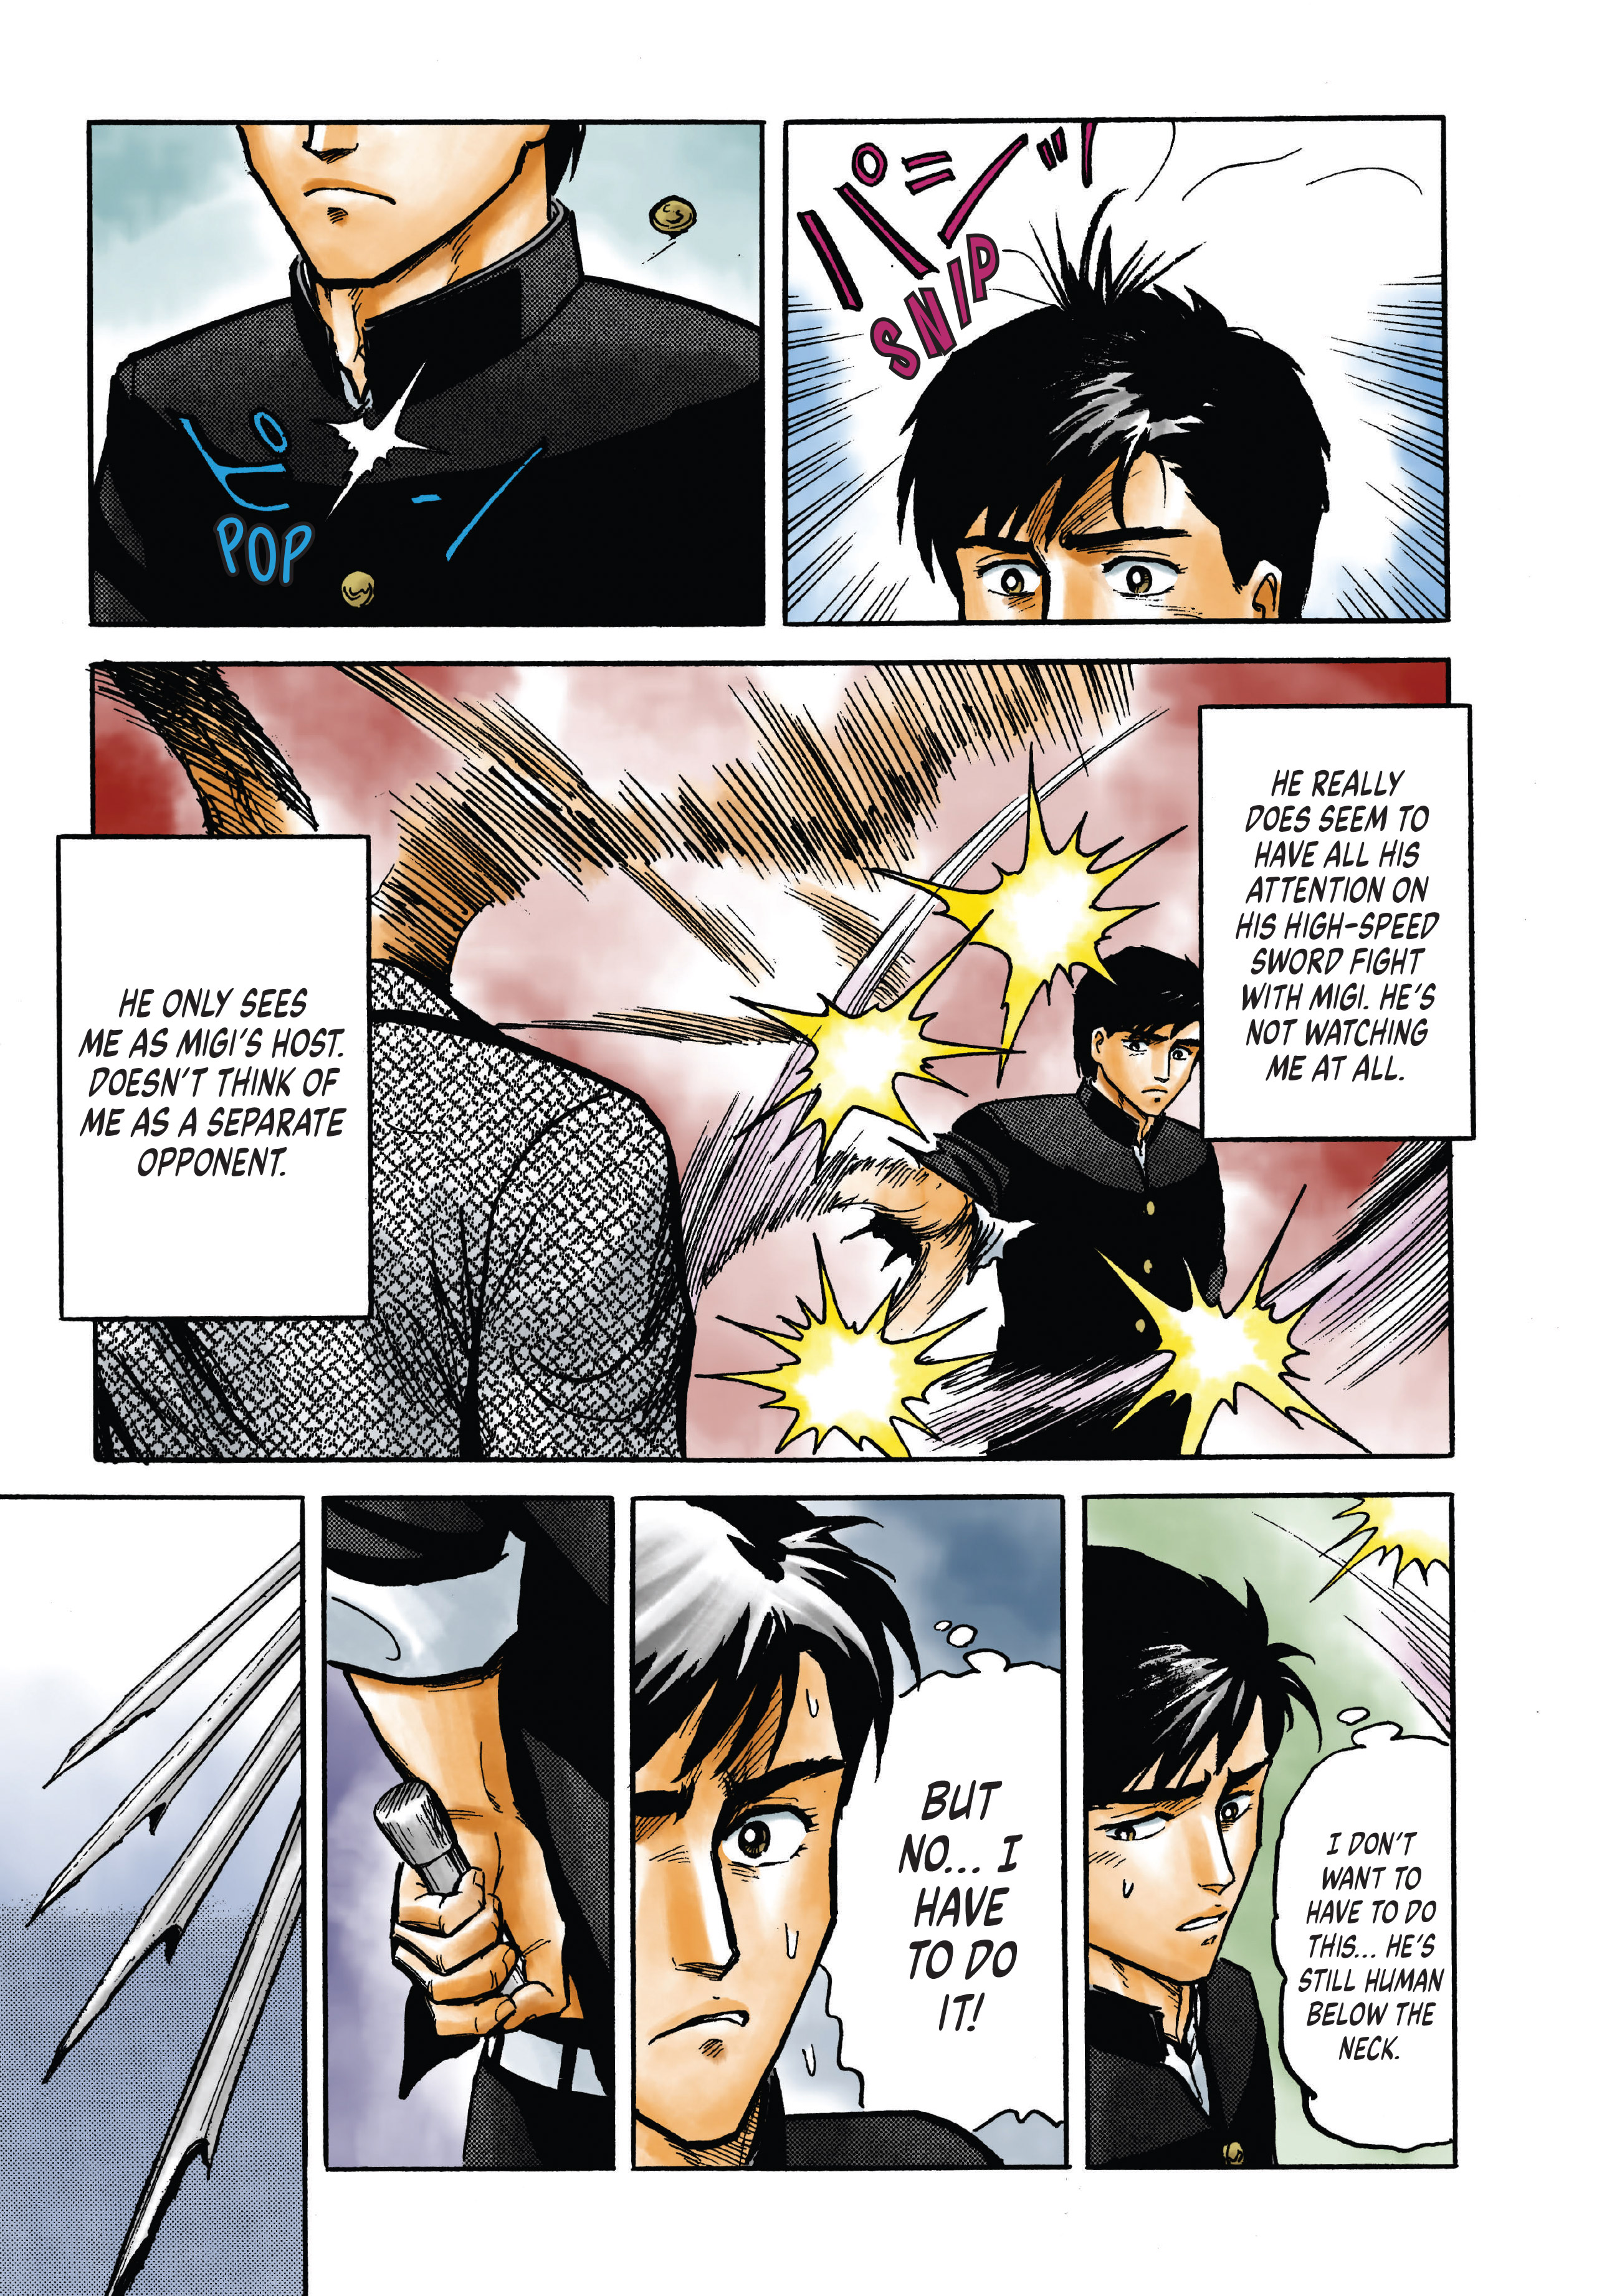 パシッ
SNIP
ピーン
POP
HE REALLY
DOES SEEM TO
HAVE ALL HIS
ATTENTION ON
HIS HIGH-SPEED
SWORD FIGHT
WITH MIGI. HE'S
NOT WATCHING
ME AT ALL.
HE ONLY SEES
ME AS MIGI'S HOST.
DOESN'T THINK OF
ME AS A SEPARATE
OPPONENT.
I DON'T
WANT TO
HAVE TO DO
THIS... HE'S
STILL HUMAN
BELOW THE
NECK.
BUT
NO... I
HAVE
TO DO
IT!